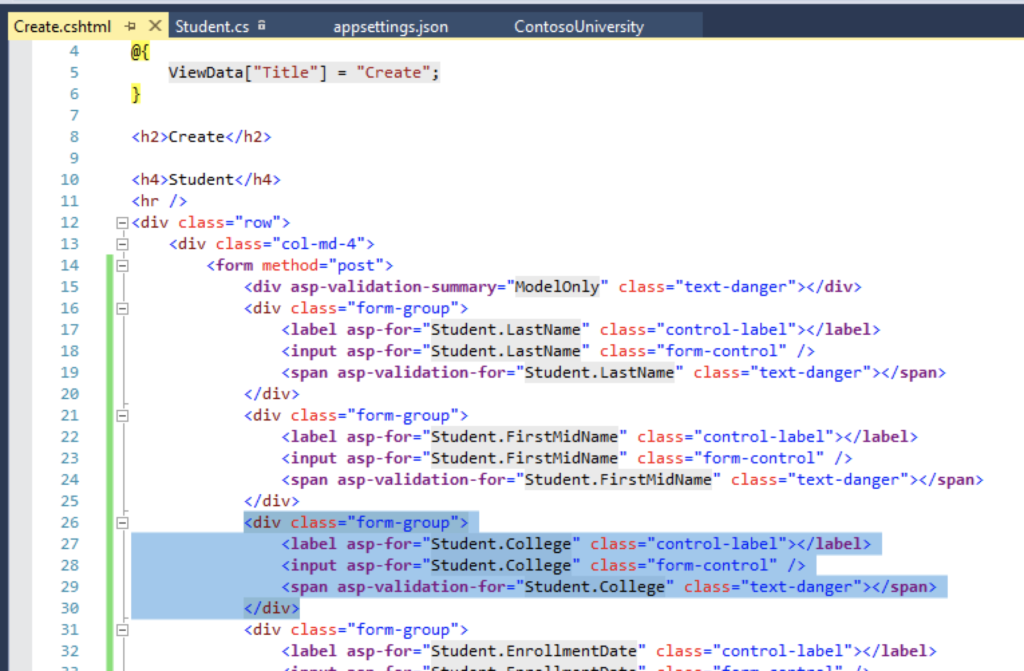 Create.cshtml Student.cs appsettings.json ContosoUniversity
4 @{
5 ViewData["Title"] = "Create";
6 }
7
8 <h2>Create</h2>
9
10 <h4>Student</h4>
11 <hr />
12 <div class="row">
13 <div class="col-md-4">
14 <form method="post">
15 <div asp-validation-summary="ModelOnly" class="text-danger"></div>
16 <div class="form-group">
17 <label asp-for="Student.LastName" class="control-label"></label>
18 <input asp-for="Student.LastName" class="form-control" />
19 <span asp-validation-for="Student.LastName" class="text-danger"></span>
20 </div>
21 <div class="form-group">
22 <label asp-for="Student.FirstMidName" class="control-label"></label>
23 <input asp-for="Student.FirstMidName" class="form-control" />
24 <span asp-validation-for="Student.FirstMidName" class="text-danger"></span>
25 </div>
26 <div class="form-group">
27 <label asp-for="Student.College" class="control-label"></label>
28 <input asp-for="Student.College" class="form-control" />
29 <span asp-validation-for="Student.College" class="text-danger"></span>
30 </div>
31 <div class="form-group">
32 <label asp-for="Student.EnrollmentDate" class="control-label"></label>
33 <input asp-for="Student.EnrollmentDate" class="form-control" />